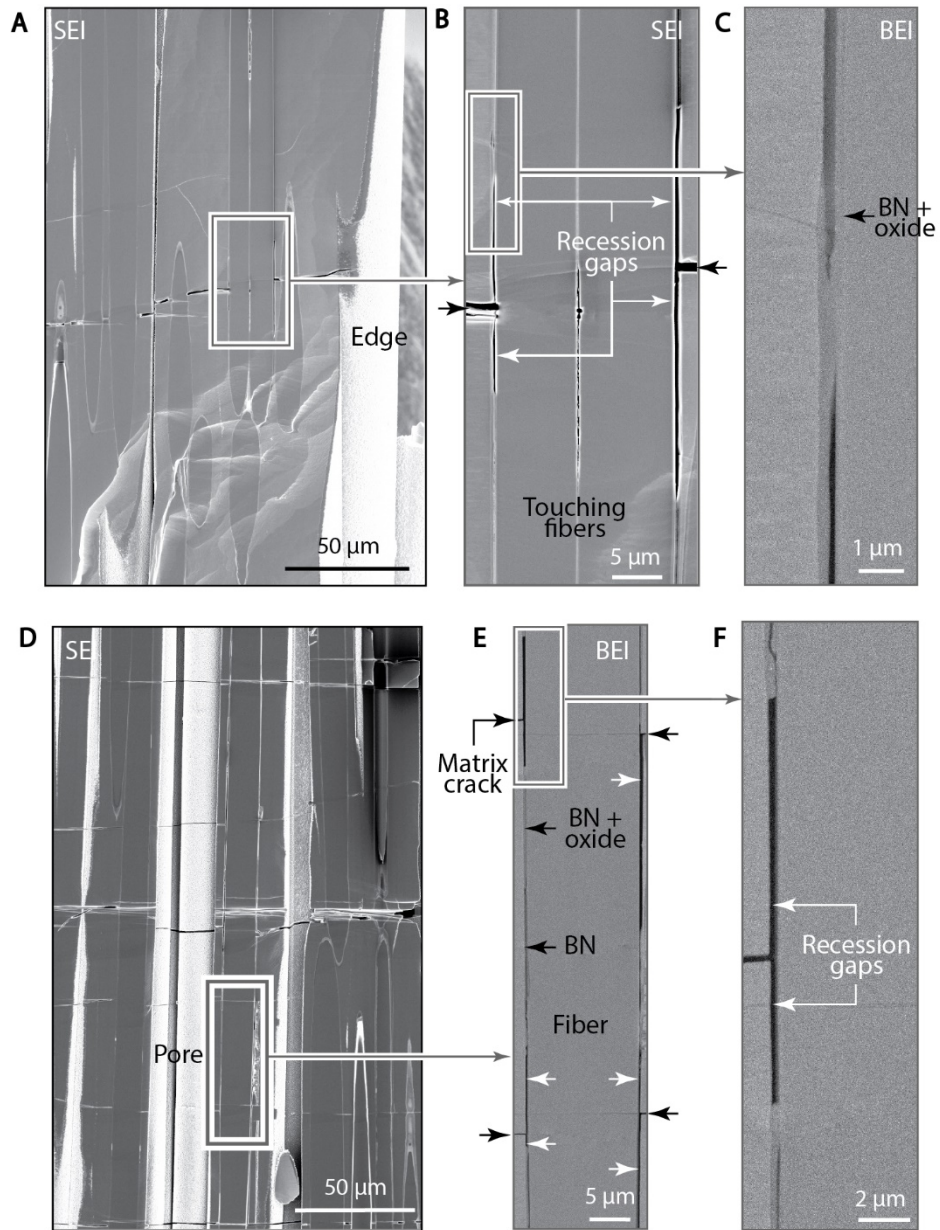 A
SEI
Edge
50 μm
B
SEI
Recession
gaps
Touching
fibers
5 μm
C
BEI
BN +
oxide
1 μm
D
SE
Pore
50 μm
E
BEI
Matrix
crack
BN +
oxide
BN
Fiber
5 μm
F
Recession
gaps
2 μm